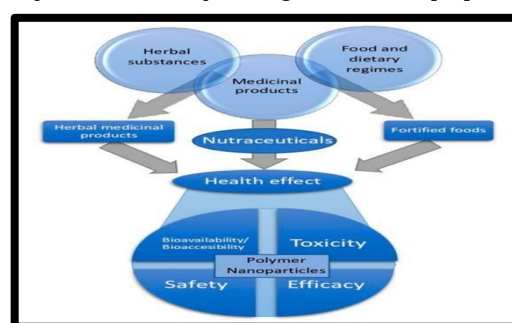 Herbal
substances
Food and
dietary
regimes
Medicinal
products
Herbal medicinal
products
Nutraceuticals
Fortified foods
Health effect
Bioavailability/
Bioaccesibility
Toxicity
Polymer
Nanoparticles
Safety
Efficacy